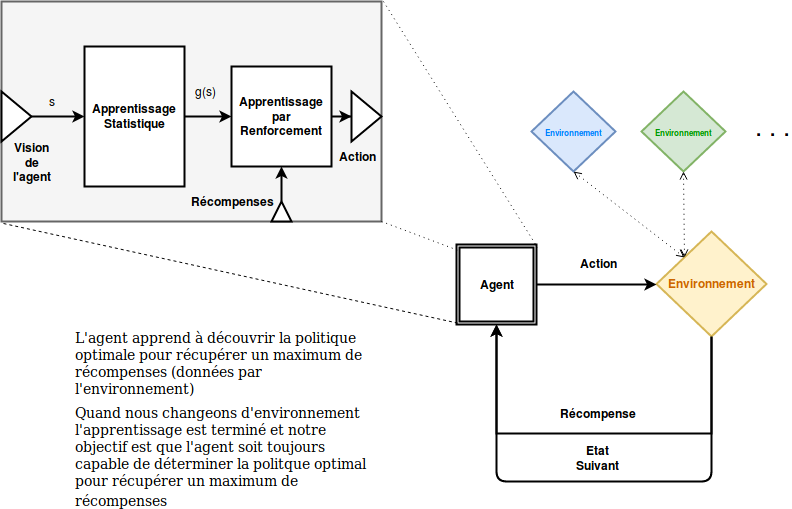 s
Apprentissage
Statistique
g(s)
Apprentissage
par
Renforcement
Vision
de
l'agent
Action
Récompenses
Environnement
Environnement
. . .
Agent
Action
Environnement
Récompense
Etat
Suivant
L'agent apprend à découvrir la politique
optimale pour récupérer un maximum de
récompenses (données par
l'environnement)
Quand nous changeons d'environnement
l'apprentissage est terminé et notre
objectif est que l'agent soit toujours
capable de déterminer la politque optimal
pour récupérer un maximum de
récompenses